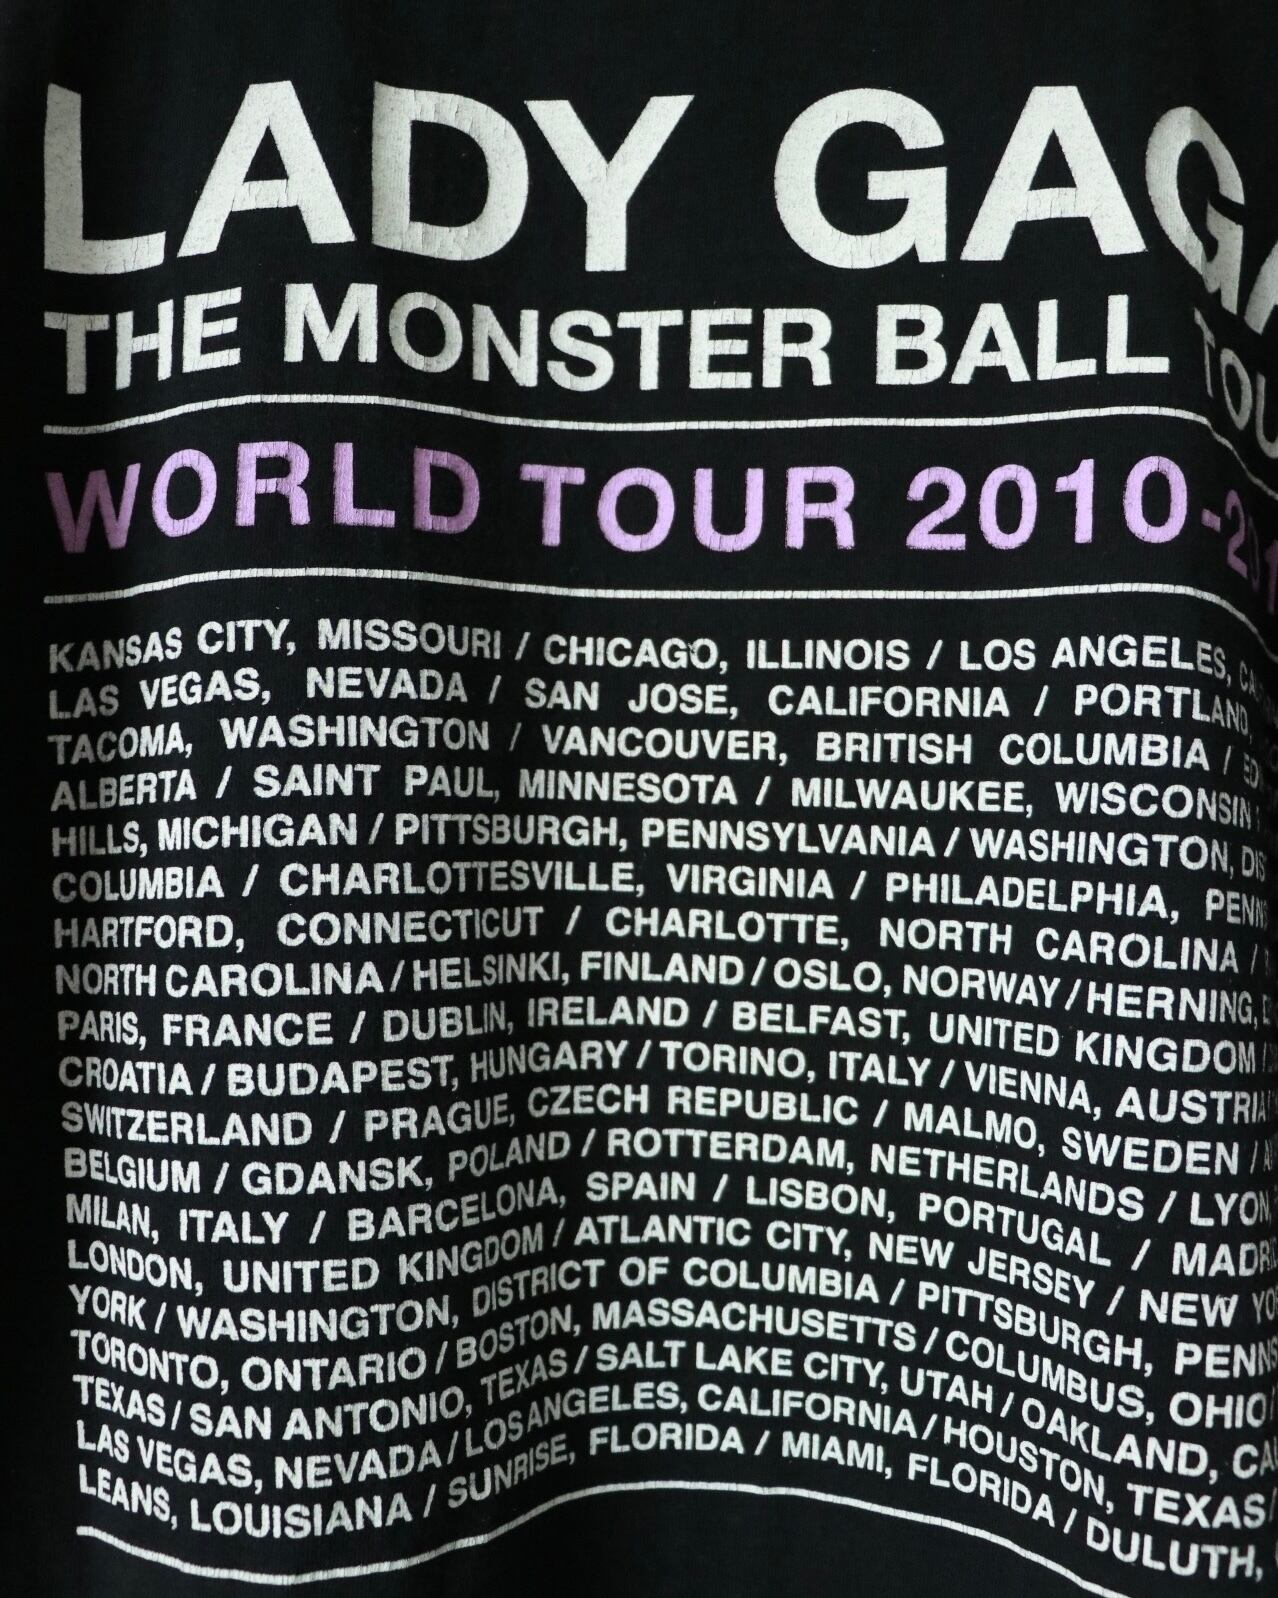 LADY GAGA
THE MONSTER BALL
WORLD TOUR 2010-
KANSAS CITY, MISSOURI / CHICAGO, ILLINOIS / LOS ANGELES,
LAS VEGAS, NEVADA / SAN JOSE, CALIFORNIA / PORTLAND,
TACOMA, WASHINGTON / VANCOUVER, BRITISH COLUMBIA /
ALBERTA / SAINT PAUL, MINNESOTA / MILWAUKEE, WISCONSIN
HILLS, MICHIGAN / PITTSBURGH, PENNSYLVANIA / WASHINGTON,
COLUMBIA / CHARLOTTESVILLE, VIRGINIA / PHILADELPHIA,
HARTFORD, CONNECTICUT / CHARLOTTE, NORTH CAROLINA /
NORTH CAROLINA / HELSINKI, FINLAND / OSLO, NORWAY / HERNING,
PARIS, FRANCE / DUBLIN, IRELAND / BELFAST, UNITED KINGDOM
CROATIA / BUDAPEST, HUNGARY / TORINO, ITALY / VIENNA, AUSTRIA
SWITZERLAND / PRAGUE, CZECH REPUBLIC / MALMO, SWEDEN /
BELGIUM / GDANSK, POLAND / ROTTERDAM, NETHERLANDS / LYON,
MILAN, ITALY / BARCELONA, SPAIN / LISBON, PORTUGAL /
LONDON, UNITED KINGDOM / ATLANTIC CITY, NEW JERSEY / NEW
YORK / WASHINGTON, DISTRICT OF COLUMBIA / PITTSBURGH,
TORONTO, ONTARIO / BOSTON, MASSACHUSETTS / COLUMBUS, OHIO
TEXAS / SAN ANTONIO, TEXAS / SALT LAKE CITY, UTAH / OAKLAND,
LAS VEGAS, NEVADA / LOS ANGELES, CALIFORNIA / HOUSTON, TEXAS
LEANS, LOUISIANA / SUNRISE, FLORIDA / MIAMI, FLORIDA / DULUTH,